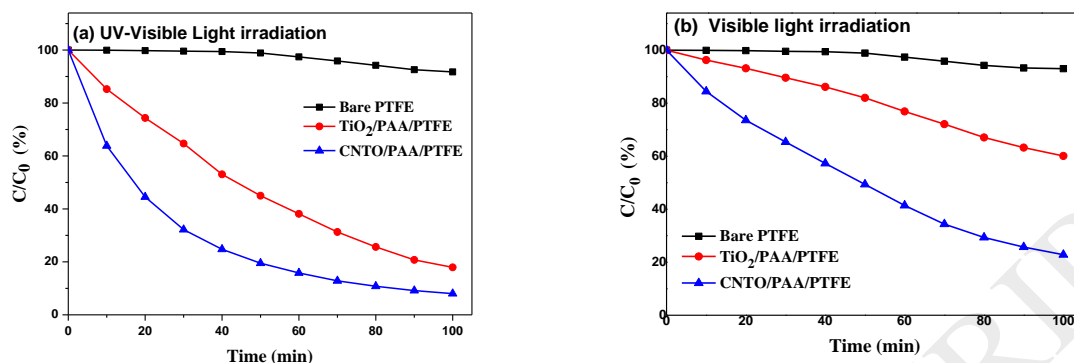 (a) UV-Visible Light irradiation
100
80
60
40
20
0
C/C0 (%)
Bare PTFE
TiO2/PAA/PTFE
CNTO/PAA/PTFE
0 20 40 60 80 100
Time (min)
(b) Visible light irradiation
100
80
60
40
20
0
C/C0 (%)
Bare PTFE
TiO2/PAA/PTFE
CNTO/PAA/PTFE
0 20 40 60 80 100
Time (min)